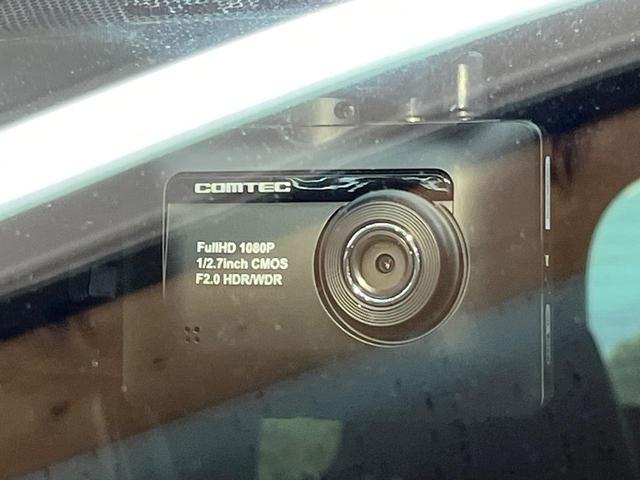 COMTEC
FullHD 1080P
1/2.7inch CMOS
F2.0 HDR/WDR